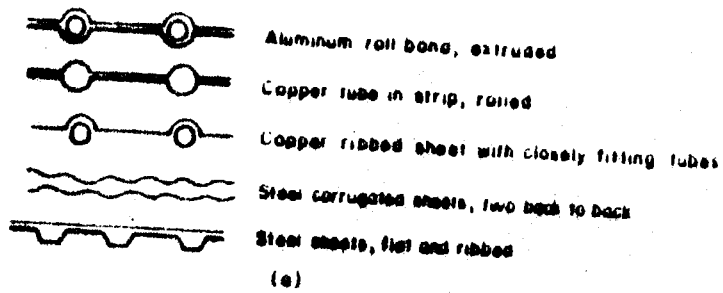 Aluminum roll bond, extruded
Copper tube in strip, rolled
Copper ribbed sheet with closely fitting tubes
Steel corrugated sheets, two back to back
Steel sheets, flat and ribbed
(e)